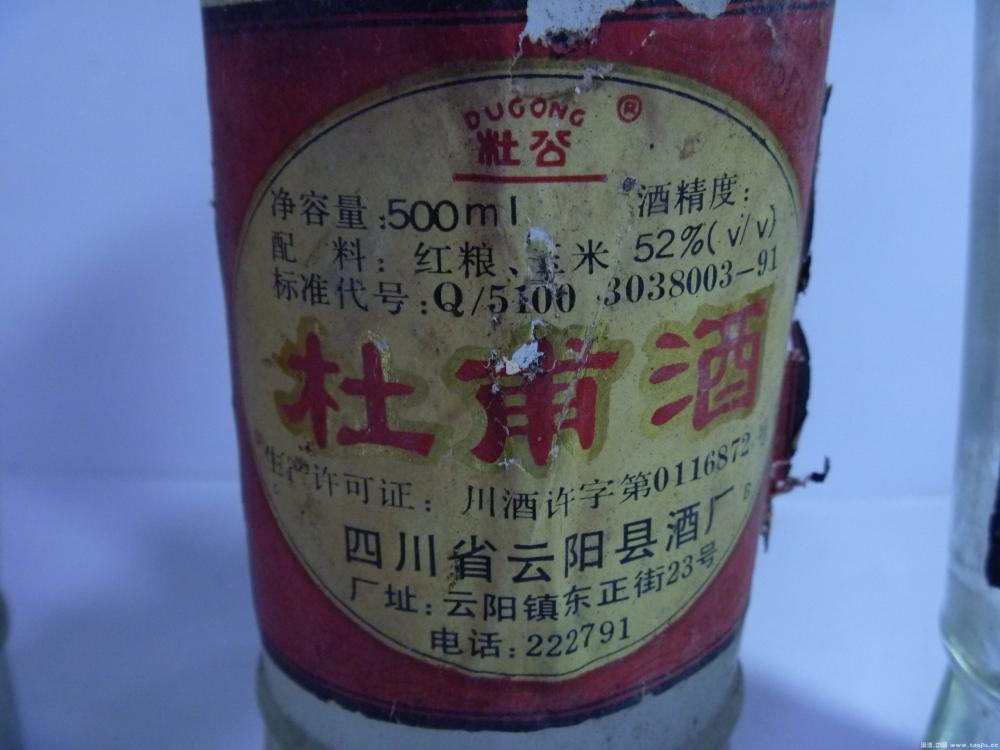 DUGONG ®
杜公
净容量:500ml 酒精度:
配 料: 红粮、玉米 52%(v/v)
标准代号:Q/5100 3038003-91
杜甫酒
生产许可证: 川酒许字第0116872号
四川省云阳县酒厂
B
厂址:云阳镇东正街23号
电话:222791
www.taojiu.cc